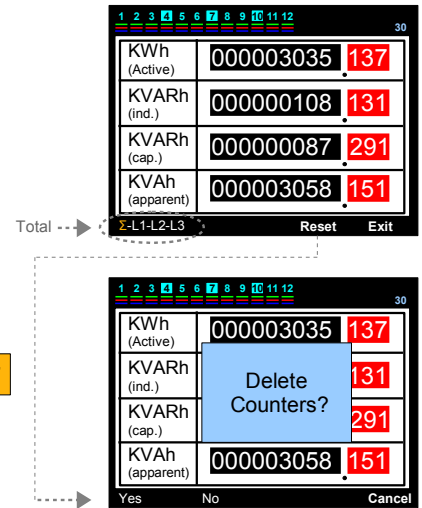 1 2 3 4 5 6 7 8 9 10 11 12
30
KWh
(Active)
000003035.137
KVARh
(ind.)
000000108.131
KVARh
(cap.)
000000087.291
KVAh
(apparent)
000003058.151
Total
Σ-L1-L2-L3 Reset Exit
1 2 3 4 5 6 7 8 9 10 11 12
30
KWh
(Active)
000003035 137
KVARh
(ind.)
131
Delete
Counters?
KVARh
(cap.)
291
KVAh
(apparent)
000003058.151
Yes No Cancel